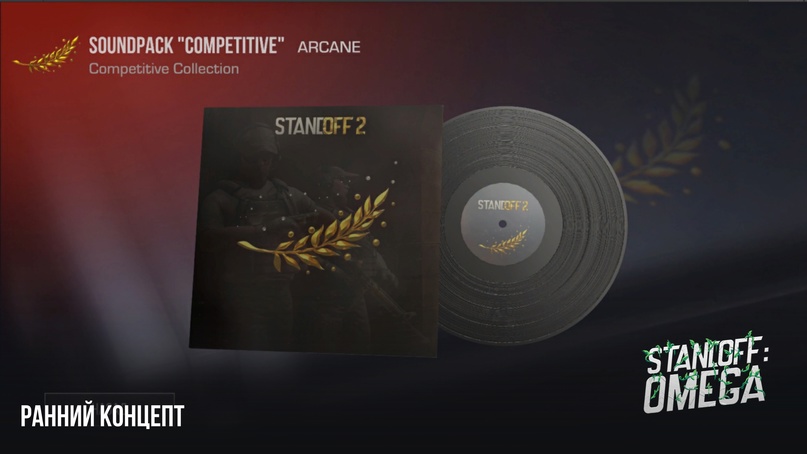 SOUNDPACK "COMPETITIVE" ARCANE
Competitive Collection
STANDOFF 2
STANDOFF 2
STANDOFF:
OMEGA
РАННИЙ КОНЦЕПТ